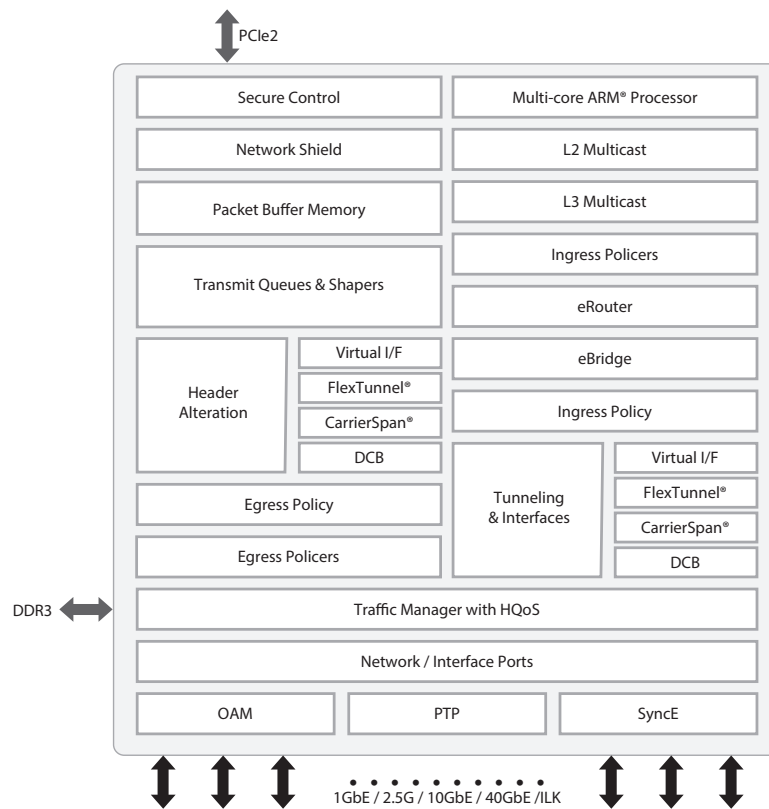 PCIe2
Secure Control
Multi-core ARM® Processor
Network Shield
L2 Multicast
Packet Buffer Memory
L3 Multicast
Transmit Queues & Shapers
Ingress Policers
eRouter
Header
Alteration
Virtual I/F
FlexTunnel®
CarrierSpan®
DCB
eBridge
Ingress Policy
Egress Policy
Egress Policers
Tunneling
& Interfaces
Virtual I/F
FlexTunnel®
CarrierSpan®
DCB
DDR3
Traffic Manager with HQoS
Network / Interface Ports
OAM
PTP
SyncE
1GbE / 2.5G / 10GbE / 40GbE /ILK